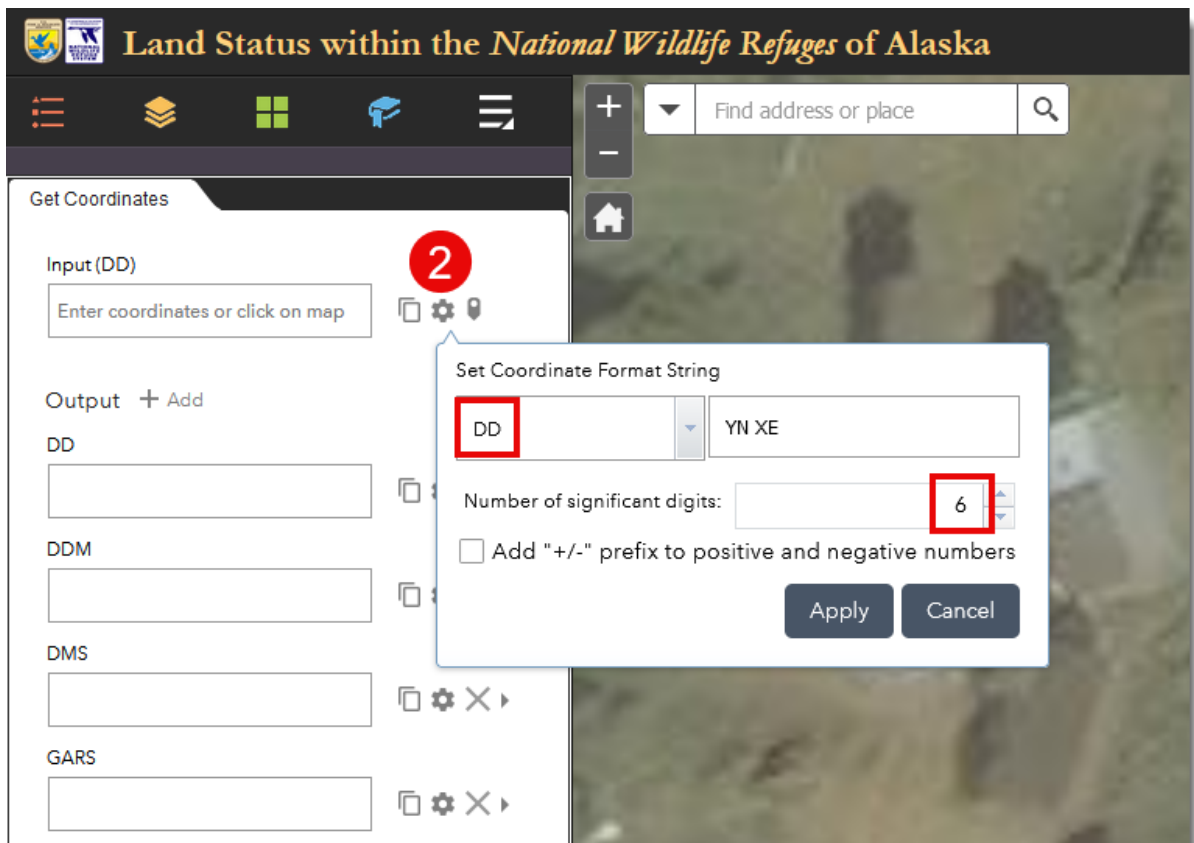 Land Status within the National Wildlife Refuges of Alaska
Find address or place
Get Coordinates
2
Input (DD)
Enter coordinates or click on map
Set Coordinate Format String
DD
YN XE
Output + Add
DD
Number of significant digits:
6
Add "+/-" prefix to positive and negative numbers
DDM
Apply
Cancel
DMS
GARS